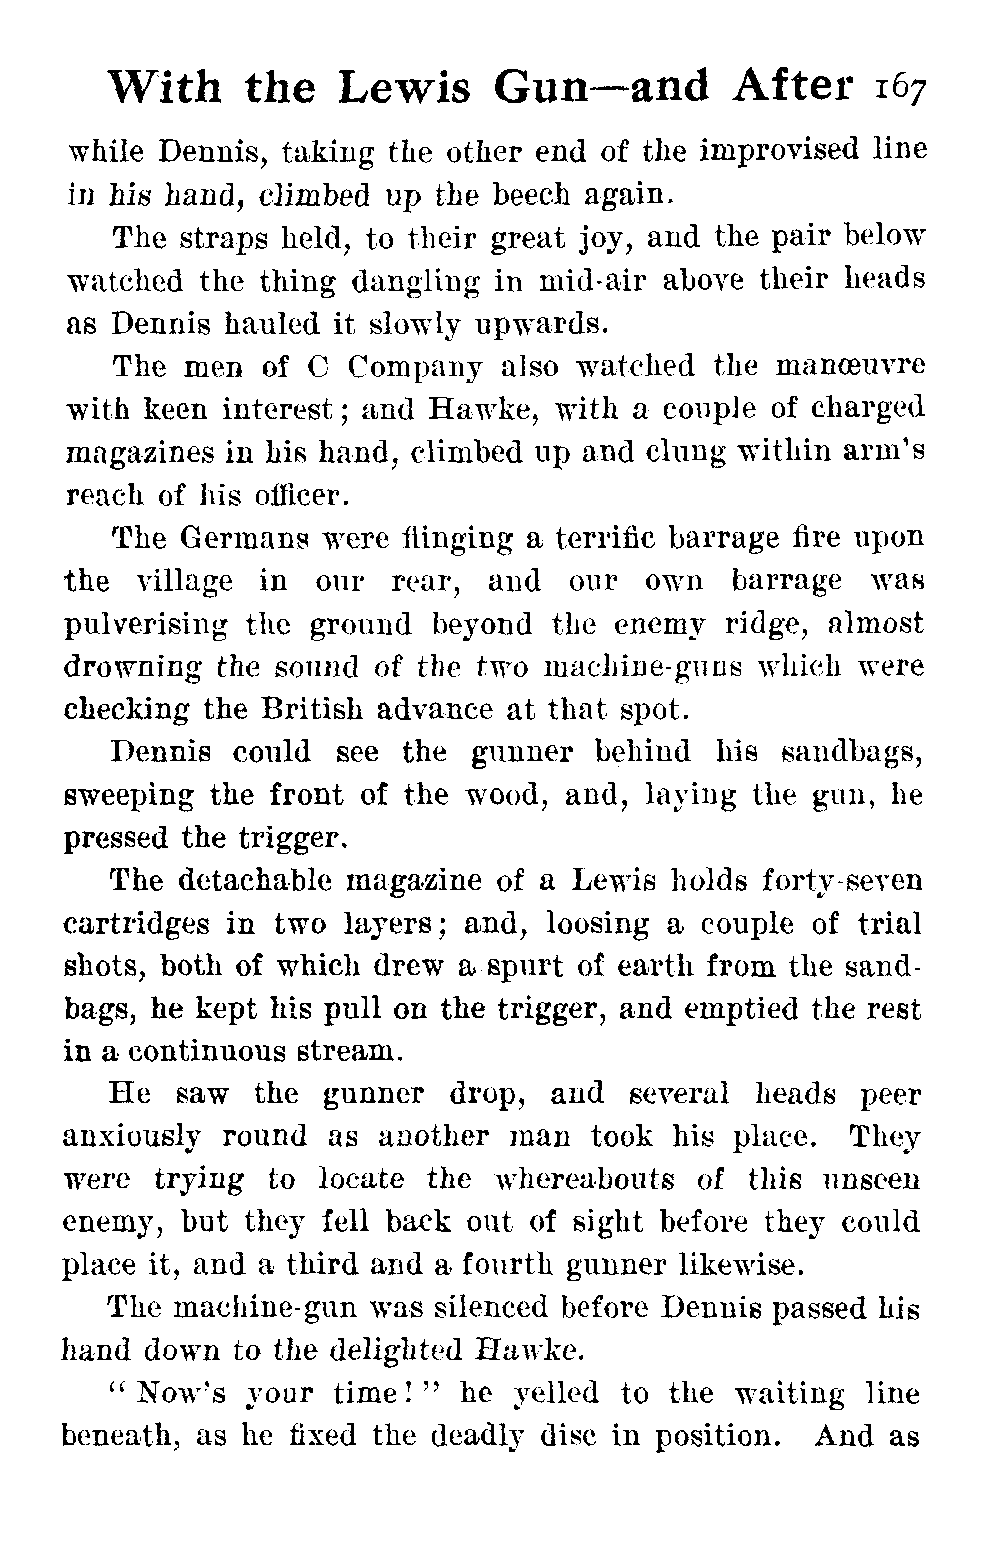 With the Lewis Gun—and After 167
while Dennis, taking the other end of the improvised line
in his hand, climbed up the beech again.
The straps held, to their great joy, and the pair below
watched the thing dangling in mid-air above their heads
as Dennis hauled it slowly upwards.
The men of C Company also watched the manœuvre
with keen interest; and Hawke, with a couple of charged
magazines in his hand, climbed up and clung within arm's
reach of his officer.
The Germans were flinging a terrific barrage fire upon
the village in our rear, and our own barrage was
pulverising the ground beyond the enemy ridge, almost
drowning the sound of the two machine-guns which were
checking the British advance at that spot.
Dennis could see the gunner behind his sandbags,
sweeping the front of the wood, and, laying the gun, he
pressed the trigger.
The detachable magazine of a Lewis holds forty-seven
cartridges in two layers; and, loosing a couple of trial
shots, both of which drew a spurt of earth from the sand-
bags, he kept his pull on the trigger, and emptied the rest
in a continuous stream.
He saw the gunner drop, and several heads peer
anxiously round as another man took his place. They
were trying to locate the whereabouts of this unseen
enemy, but they fell back out of sight before they could
place it, and a third and a fourth gunner likewise.
The machine-gun was silenced before Dennis passed his
hand down to the delighted Hawke.
"Now's your time!" he yelled to the waiting line
beneath, as he fixed the deadly disc in position. And as